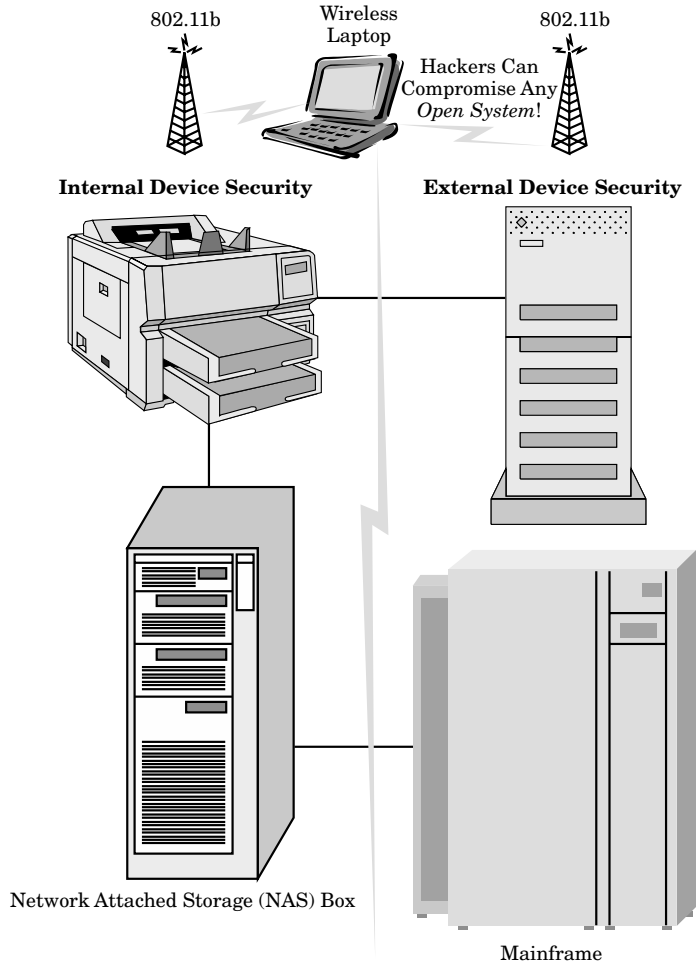 802.11b
Wireless
Laptop
802.11b
Hackers Can
Compromise Any
Open System!
Internal Device Security
External Device Security
Network Attached Storage (NAS) Box
Mainframe